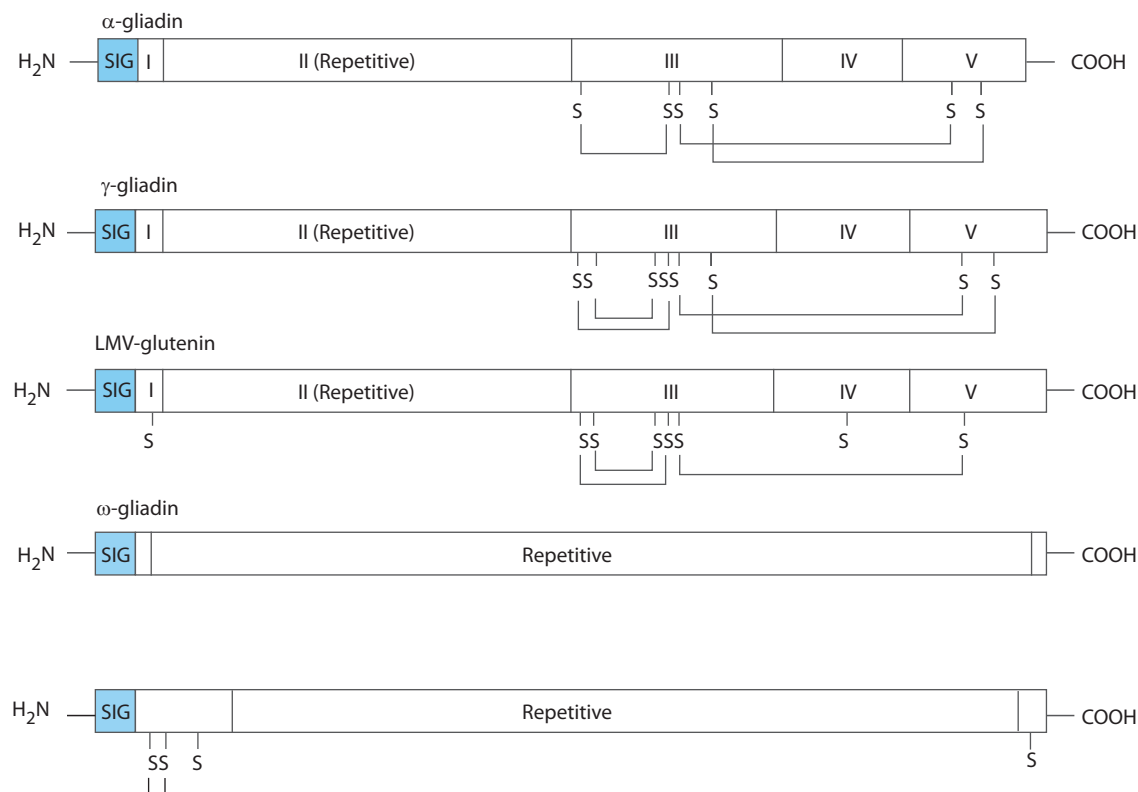 α-gliadin
H2N SIG I II (Repetitive) III IV V COOH
S SS S S S
γ-gliadin
H2N SIG I II (Repetitive) III IV V COOH
SS SSS S S S
LMV-glutenin
H2N SIG I II (Repetitive) III IV V COOH
S SS SSS S S
ω-gliadin
H2N SIG Repetitive COOH
H2N SIG Repetitive COOH
SS S S